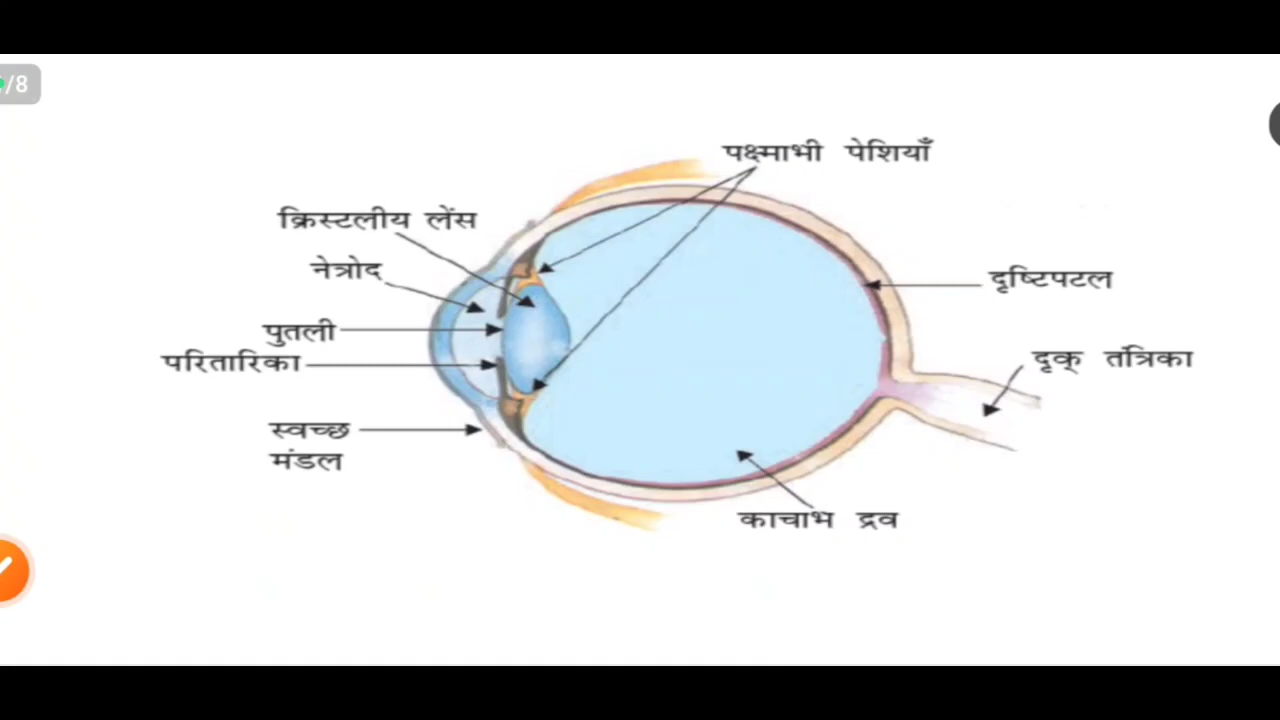 /8
पक्ष्माभी पेशियाँ
क्रिस्टलीय लेंस
नेत्रोद
दृष्टिपटल
पुतली
परितारिका
दृक् तंत्रिका
स्वच्छ
मंडल
काचाभ द्रव